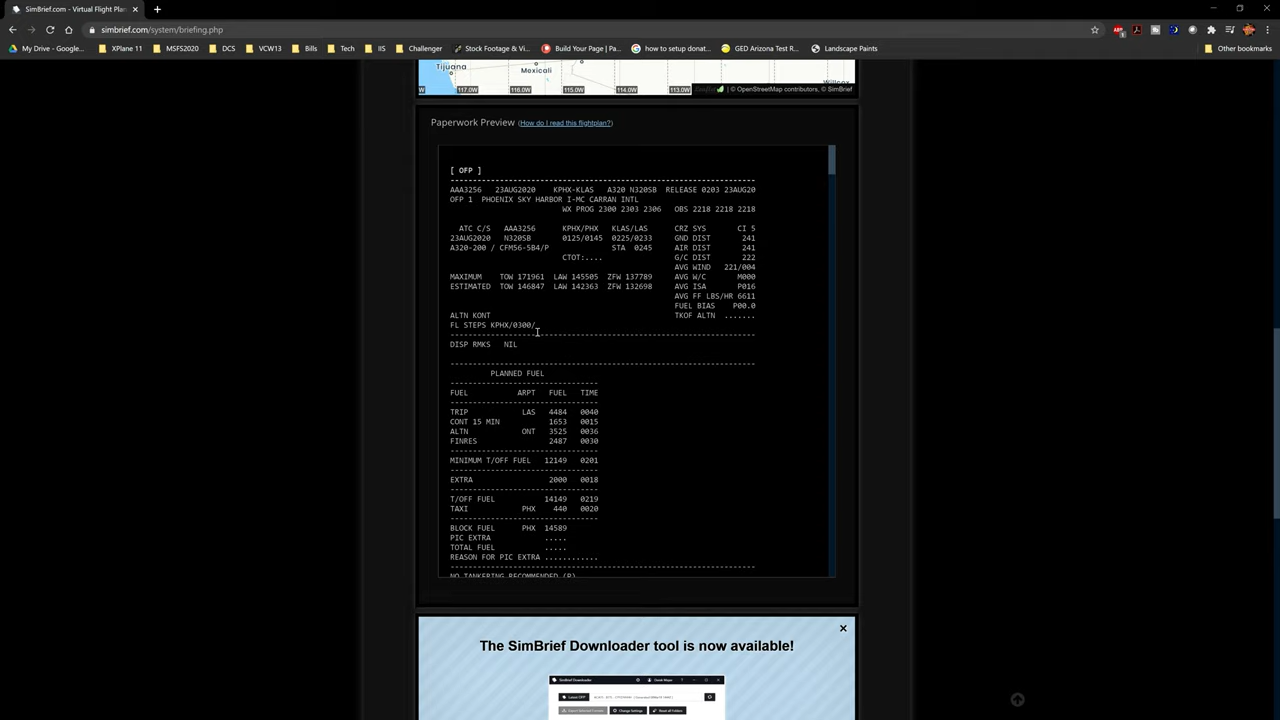 SimBrief.com - Virtual Flight Plan
simbrief.com/system/briefing.php
My Drive - Google... XPlane 11 MSFS2020 DCS VCW13 Bills Tech IIS Challenger Stock Footage & Vi... Build Your Page | Pa... how to setup donat... GED Arizona Test R... Landscape Paints Other bookmarks
Tijuana Mexicali Willcox
W 117.0W 116.0W 115.0W 114.0W 113.0W | © OpenStreetMap contributors, © SimBrief
Paperwork Preview (How do I read this flightplan?)
[ OFP ]
--------------------------------------------------------------------
AAA3256 23AUG2020 KPHX-KLAS A320 N320SB RELEASE 0203 23AUG20
OFP 1 PHOENIX SKY HARBOR I-MC CARRAN INTL
WX PROG 2300 2303 2306 OBS 2218 2218 2218
ATC C/S AAA3256 KPHX/PHX KLAS/LAS CRZ SYS CI 5
23AUG2020 N320SB 0125/0145 0225/0233 GND DIST 241
A320-200 / CFM56-5B4/P STA 0245 AIR DIST 241
CTOT:.... G/C DIST 222
AVG WIND 221/004
MAXIMUM TOW 171961 LAW 145505 ZFW 137789 AVG W/C M000
ESTIMATED TOW 146847 LAW 142363 ZFW 132698 AVG ISA P016
AVG FF LBS/HR 6611
FUEL BIAS P00.0
ALTN KONT TKOF ALTN .......
FL STEPS KPHX/0300/
--------------------------------------------------------------------
DISP RMKS NIL
--------------------------------------------------------------------
PLANNED FUEL
---------------------------------
FUEL ARPT FUEL TIME
---------------------------------
TRIP LAS 4484 0040
CONT 15 MIN 1653 0015
ALTN ONT 3525 0036
FINRES 2487 0030
---------------------------------
MINIMUM T/OFF FUEL 12149 0201
---------------------------------
EXTRA 2000 0018
---------------------------------
T/OFF FUEL 14149 0219
TAXI PHX 440 0020
---------------------------------
BLOCK FUEL PHX 14589
PIC EXTRA .....
TOTAL FUEL .....
REASON FOR PIC EXTRA ............
--------------------------------------------------------------------
NO TANKERING RECOMMENDED (P)
The SimBrief Downloader tool is now available!
SimBrief Downloader
Latest OFP
Change Settings